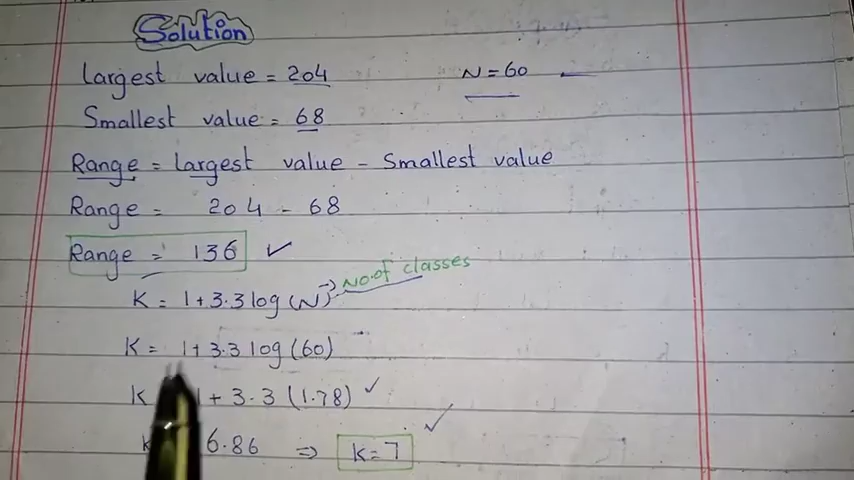 Solution
Largest value = 204 N = 60
Smallest value = 68
Range = largest value - Smallest value
Range = 204 - 68
Range = 136 ✓
K = 1+3.3 log (N) → No. of classes
K = 1+ 3.3 log (60)
K 1 + 3.3 (1.78) ✓
K 6.86 ⇒ K = 7 ✓